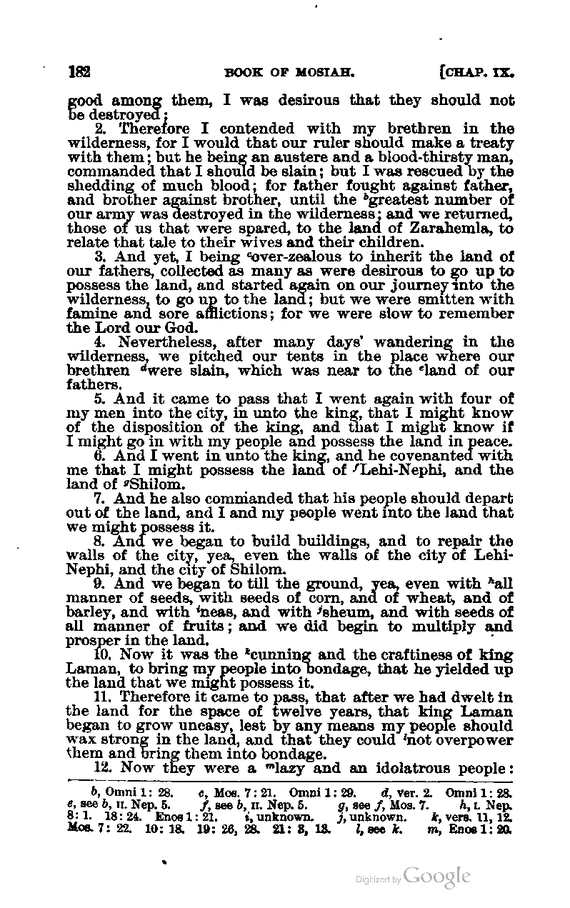 182 BOOK OF MOSIAH. [CHAP. IX.
good among them, I was desirous that they should not
be destroyed;
2. Therefore I contended with my brethren in the
wilderness, for I would that our ruler should make a treaty
with them; but he being an austere and a blood-thirsty man,
commanded that I should be slain; but I was rescued by the
shedding of much blood; for father fought against father,
and brother against brother, until the ᵇgreatest number of
our army was destroyed in the wilderness; and we returned,
those of us that were spared, to the land of Zarahemla, to
relate that tale to their wives and their children.
3. And yet, I being ᶜover-zealous to inherit the land of
our fathers, collected as many as were desirous to go up to
possess the land, and started again on our journey into the
wilderness, to go up to the land; but we were smitten with
famine and sore afflictions; for we were slow to remember
the Lord our God.
4. Nevertheless, after many days' wandering in the
wilderness, we pitched our tents in the place where our
brethren ᵈwere slain, which was near to the ᵉland of our
fathers.
5. And it came to pass that I went again with four of
my men into the city, in unto the king, that I might know
of the disposition of the king, and that I might know if
I might go in with my people and possess the land in peace.
6. And I went in unto the king, and he covenanted with
me that I might possess the land of ᶠLehi-Nephi, and the
land of ᵍShilom.
7. And he also commanded that his people should depart
out of the land, and I and my people went into the land that
we might possess it.
8. And we began to build buildings, and to repair the
walls of the city, yea, even the walls of the city of Lehi-
Nephi, and the city of Shilom.
9. And we began to till the ground, yea, even with ʰall
manner of seeds, with seeds of corn, and of wheat, and of
barley, and with ⁱneas, and with ʲsheum, and with seeds of
all manner of fruits; and we did begin to multiply and
prosper in the land.
10. Now it was the ᵏcunning and the craftiness of king
Laman, to bring my people into bondage, that he yielded up
the land that we might possess it.
11. Therefore it came to pass, that after we had dwelt in
the land for the space of twelve years, that king Laman
began to grow uneasy, lest by any means my people should
wax strong in the land, and that they could ˡnot overpower
them and bring them into bondage.
12. Now they were a ᵐlazy and an idolatrous people:
b, Omni 1: 28. c, Mos. 7: 21. Omni 1: 29. d, ver. 2. Omni 1: 28.
e, see b, II. Nep. 5. f, see b, II. Nep. 5. g, see f, Mos. 7. h, I. Nep.
8: 1. 18: 24. Enos 1: 21. i, unknown. j, unknown. k, vers. 11, 12.
Mos. 7: 22. 10: 18. 19: 26, 28. 21: 3, 13. l, see k. m, Enos 1: 20.
Digitized by Google